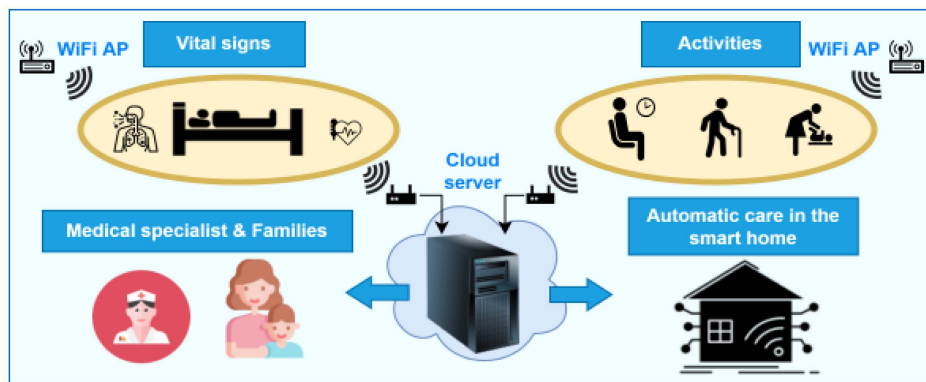 WiFi AP
Vital signs
Activities
WiFi AP
Cloud
server
Medical specialist & Families
Automatic care in the
smart home